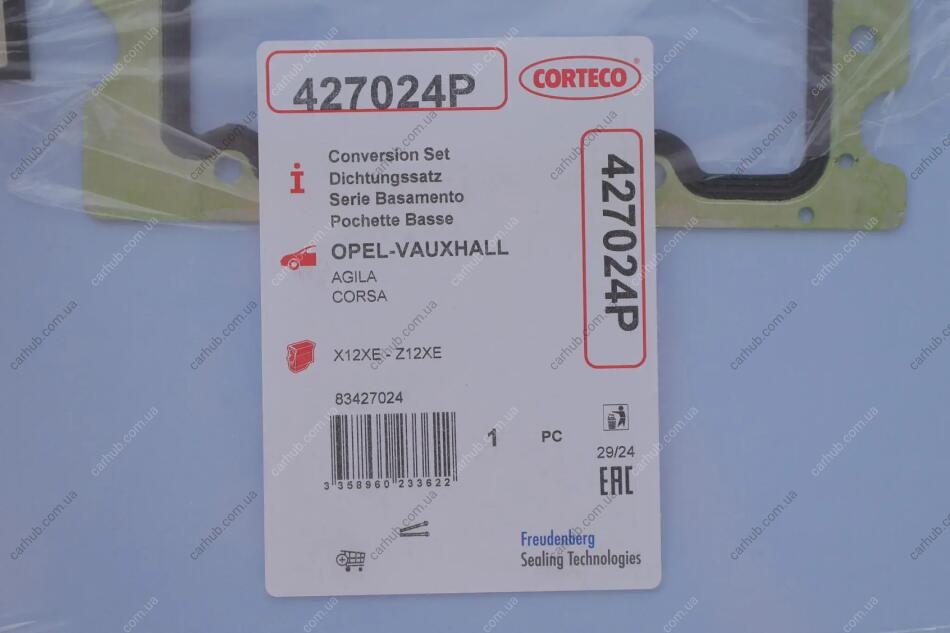 427024P
CORTECO
Conversion Set
Dichtungssatz
Serie Basamento
Pochette Basse
427024P
OPEL-VAUXHALL
AGILA
CORSA
X12XE - Z12XE
83427024
3 358960 233622
1 PC
29/24
EAC
Freudenberg
Sealing Technologies
carhub.com.ua